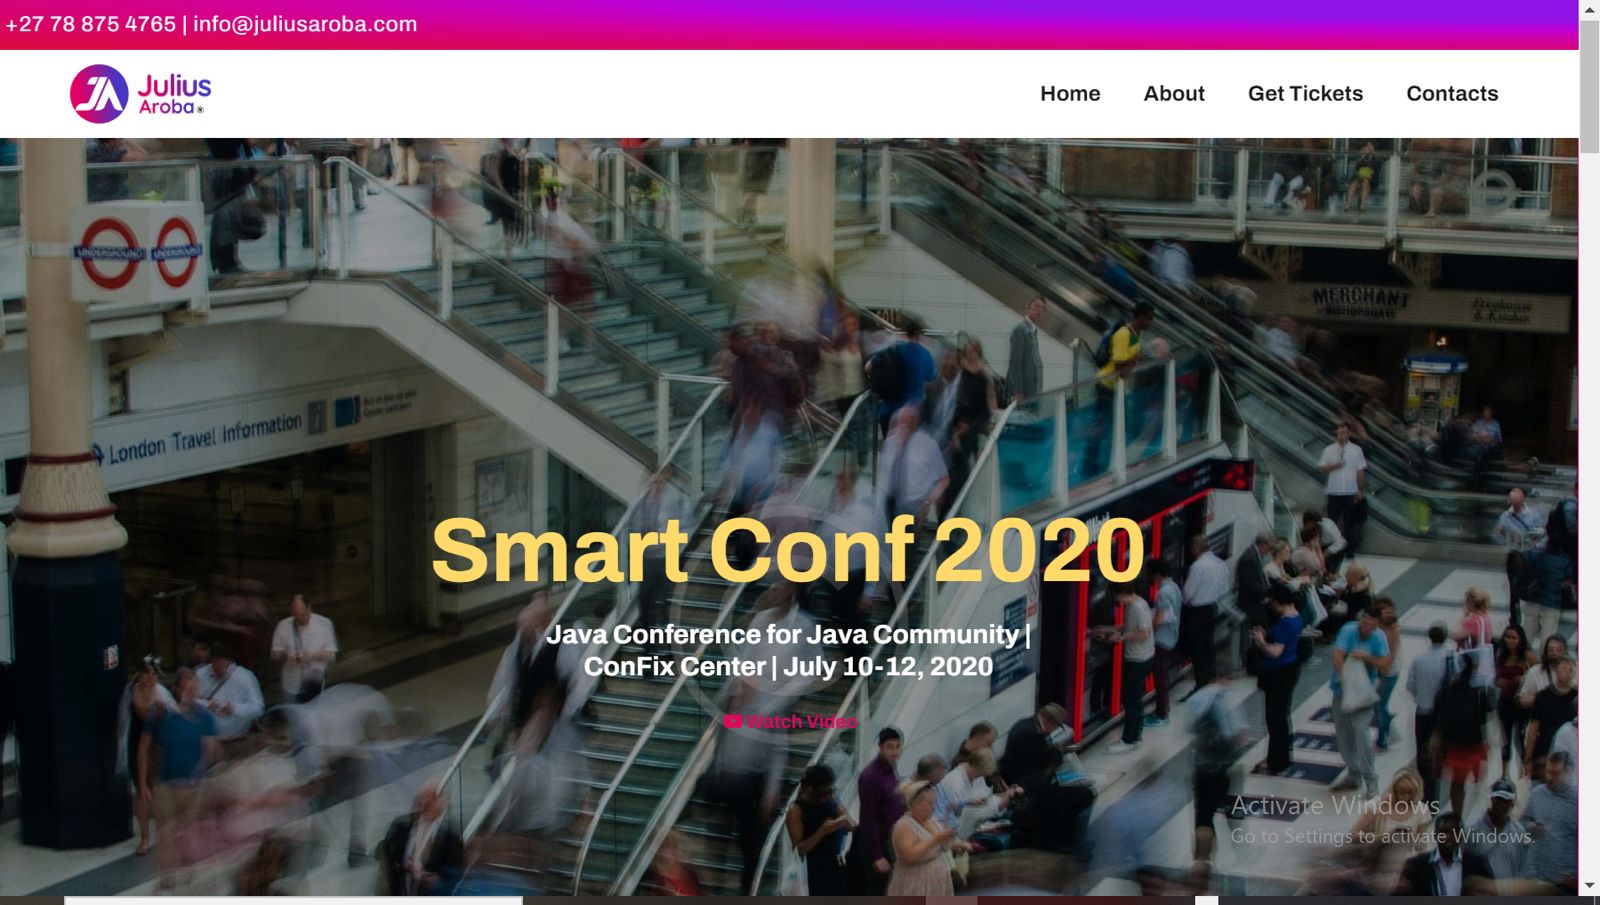 +27 78 875 4765 | info@juliusaroba.com
JA Julius
Aroba ®
Home About Get Tickets Contacts
UNDERGROUND UNDERGROUND
MERCHANT
OF BISHOPSGATE
London Travel Information i
Smart Conf 2020
Java Conference for Java Community |
ConFix Center | July 10-12, 2020
Watch Video
Activate Windows
Go to Settings to activate Windows.